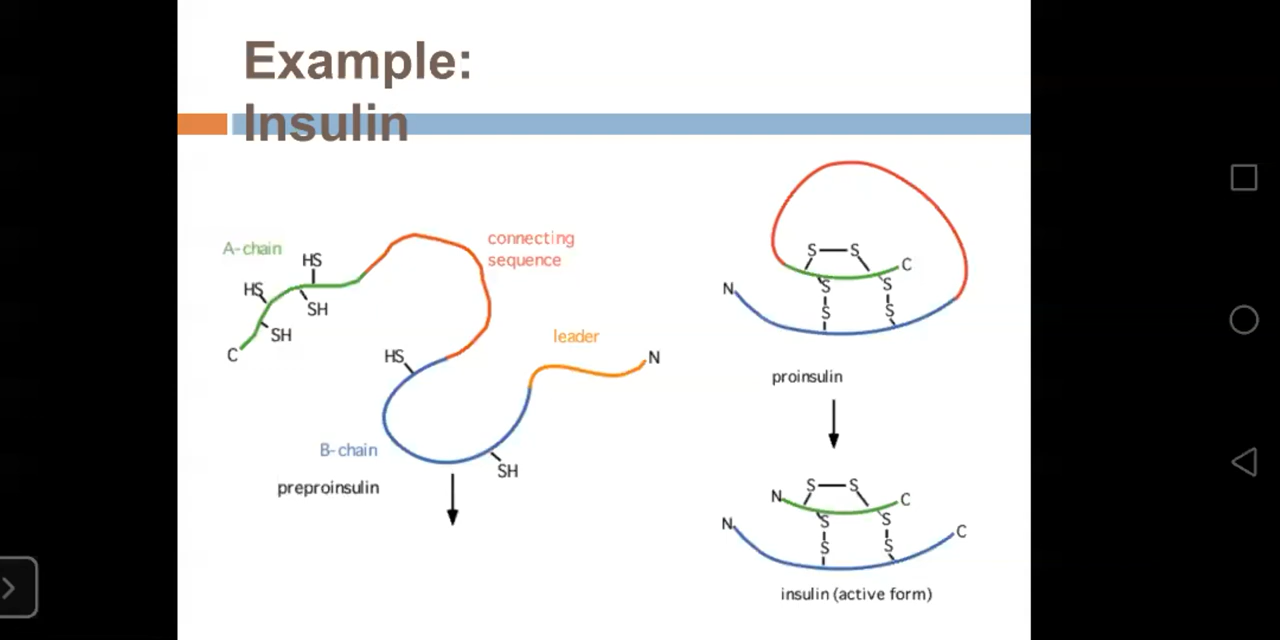 Example:
Insulin
A-chain
HS
HS
SH
SH
C
connecting
sequence
HS
leader
N
B-chain
SH
preproinsulin
S—S
C
N
S
S
S
S
proinsulin
S—S
N
C
S
S
N
C
S
S
insulin (active form)